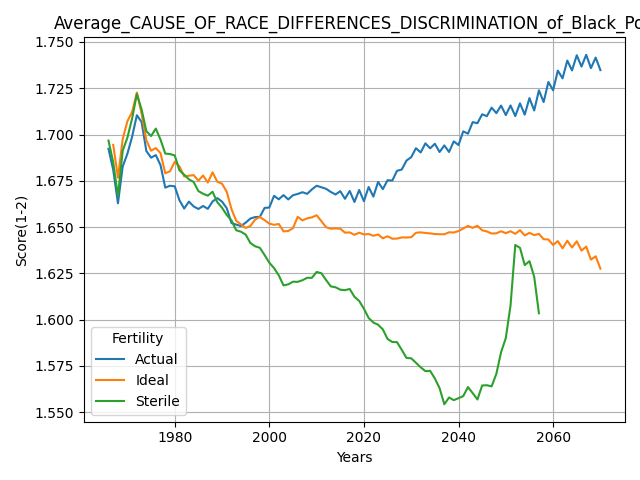 Average_CAUSE_OF_RACE_DIFFERENCES_DISCRIMINATION_of_Black_Po
1.750
1.725
1.700
1.675
1.650
1.625
1.600
1.575
1.550
Score(1-2)
Fertility
Actual
Ideal
Sterile
1980
2000
2020
2040
2060
Years